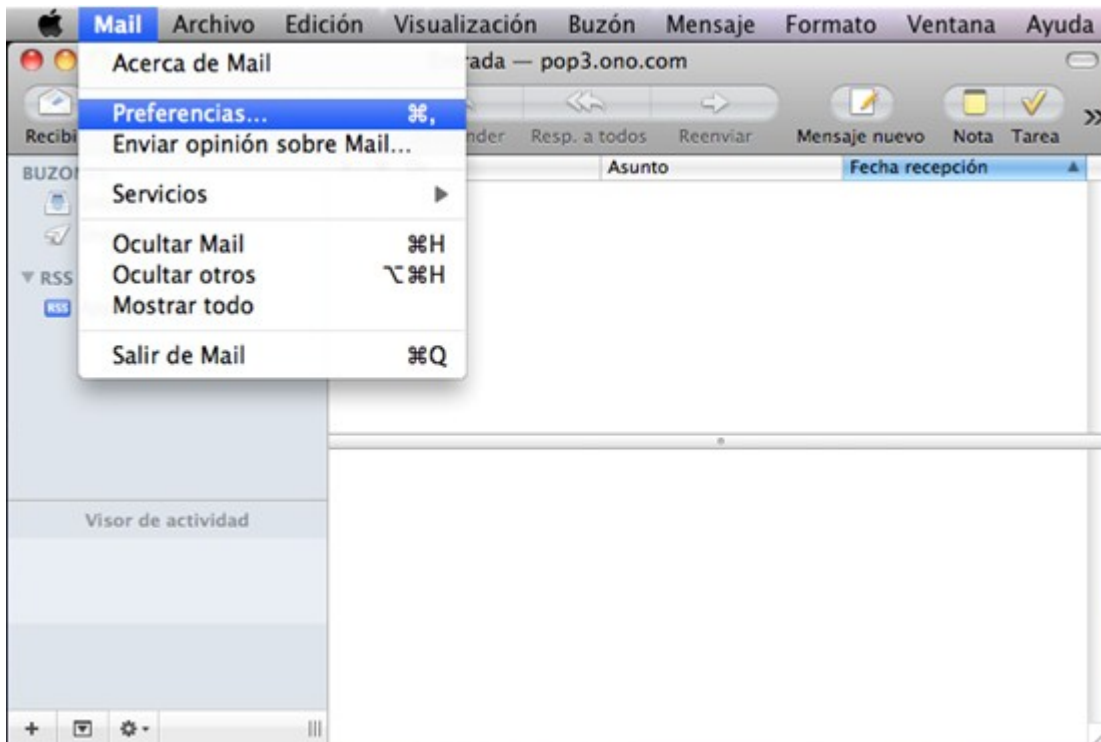 Mail Archivo Edición Visualización Buzón Mensaje Formato Ventana Ayuda
rada — pop3.ono.com
Acerca de Mail
Preferencias... ⌘,
Enviar opinión sobre Mail...
Servicios
Ocultar Mail ⌘H
Ocultar otros ⌥⌘H
Mostrar todo
Salir de Mail ⌘Q
Recibi nder Resp. a todos Reenviar Mensaje nuevo Nota Tarea
Asunto Fecha recepción
BUZO
RSS
RSS
Visor de actividad